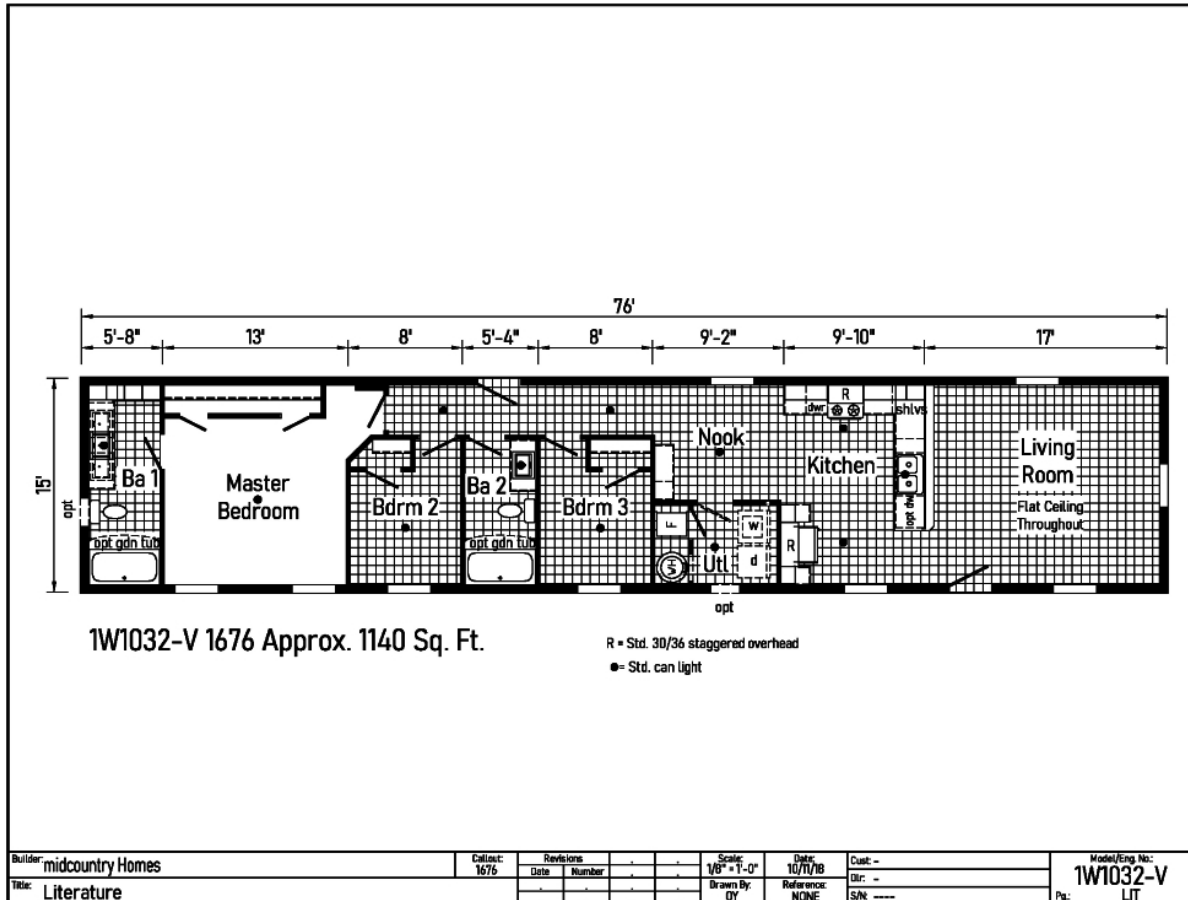 76'
5'-8" 13' 8' 5'-4" 8' 9'-2" 9'-10" 17'
15'
opt
Ba 1
opt gdn tub
Master
Bedroom
Bdrm 2
Ba 2
opt gdn tub
Bdrm 3
Nook
F
WH
Utl
W
d
opt
R
dwr
R
shlvs
Kitchen
opt dw
Living
Room
Flat Ceiling
Throughout
1W1032-V 1676 Approx. 1140 Sq. Ft.
R = Std. 30/36 staggered overhead
●= Std. can light
Builder: midcountry Homes
Title: Literature
Callout:
1676
Revisions
Date Number
Scale:
1/8" = 1'-0"
Drawn By:
DY
Date:
10/11/18
Reference:
NONE
Cust: -
Dlr: -
S/N: ----
Model/Eng. No.:
1W1032-V
Pg.: LIT